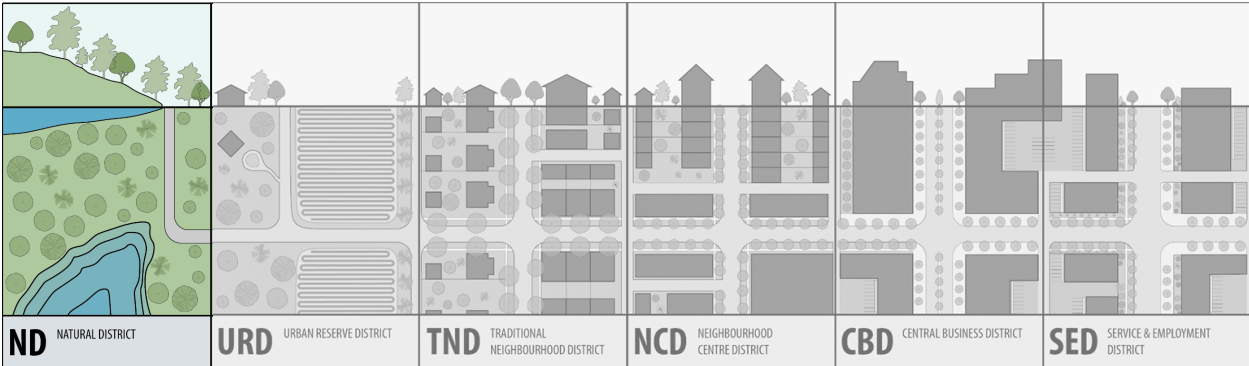 ND NATURAL DISTRICT
URD URBAN RESERVE DISTRICT
TND TRADITIONAL
NEIGHBOURHOOD DISTRICT
NCD NEIGHBOURHOOD
CENTRE DISTRICT
CBD CENTRAL BUSINESS DISTRICT
SED SERVICE & EMPLOYMENT
DISTRICT